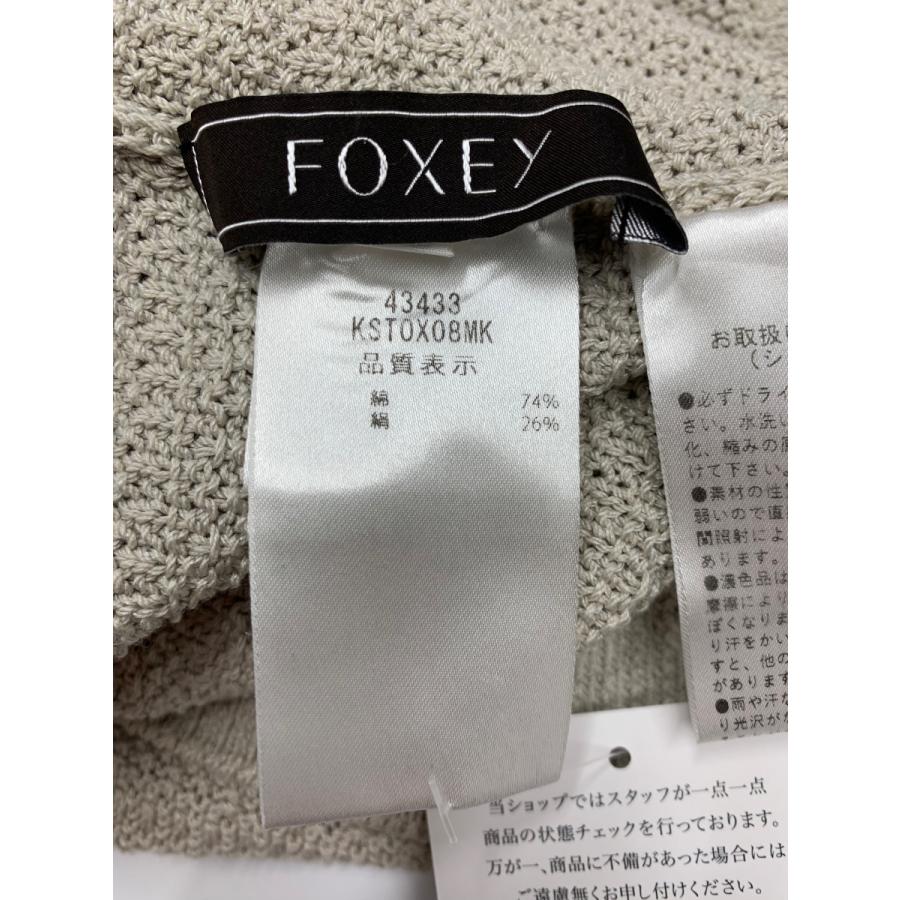 FOXEY
43433
KST0X08MK
品質表示
綿 74%
絹 26%
お取扱
（シ
●必ずドライ
さい。水洗い
化、縮みの原
けて下さい。
●素材の性質
弱いので直
間照射によ
あります。
●濃色品は
摩擦により
ぽくなりま
り汗をかい
すと、他の
があります
●雨や汗な
り光沢が
当ショップではスタッフが一点一点
商品の状態チェックを行っております。
万が一、商品に不備があった場合には
ご遠慮無くお申し付けください。